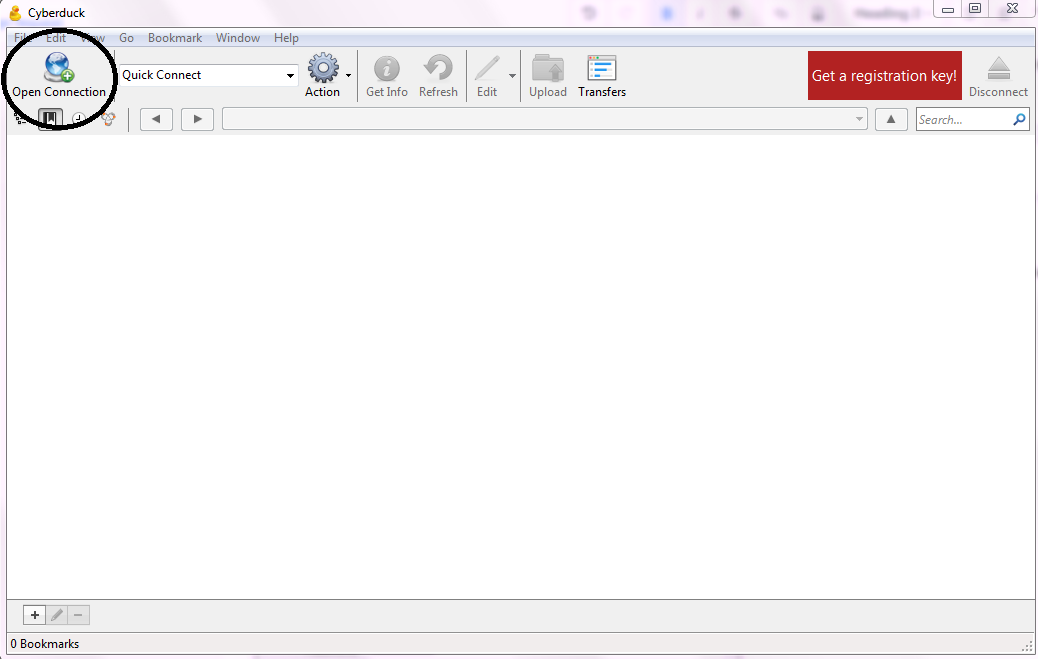 Cyberduck
File Edit View Go Bookmark Window Help
Open Connection
Quick Connect
Action
Get Info
Refresh
Edit
Upload
Transfers
Get a registration key!
Disconnect
Search...
0 Bookmarks